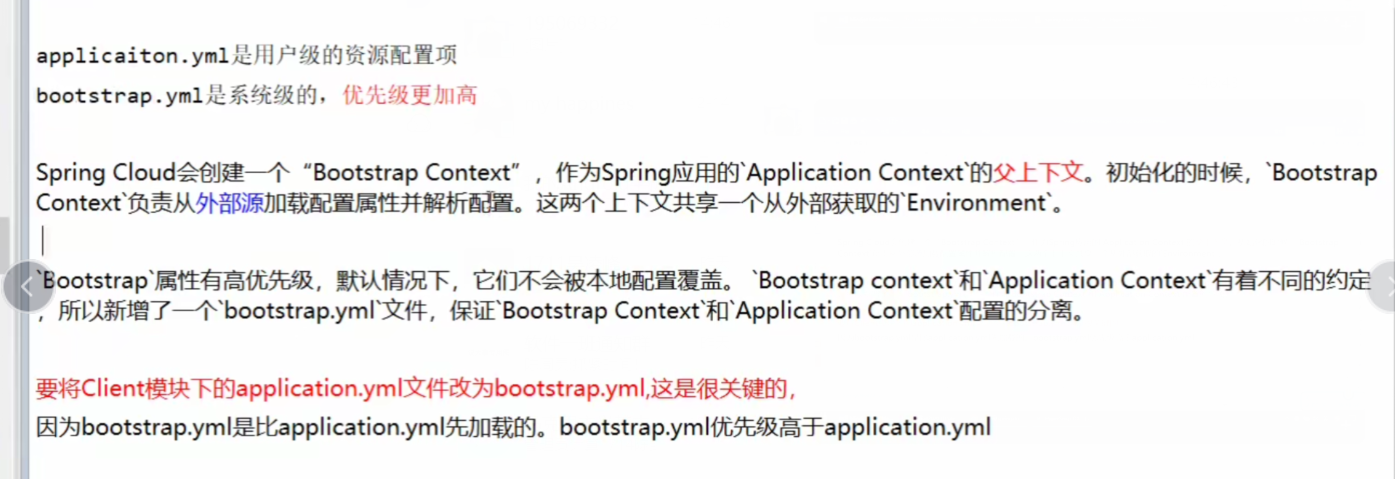 applicaiton.yml是用户级的资源配置项
bootstrap.yml是系统级的，优先级更加高
Spring Cloud会创建一个“Bootstrap Context”，作为Spring应用的`Application Context`的父上下文。初始化的时候，`Bootstrap
Context`负责从外部源加载配置属性并解析配置。这两个上下文共享一个从外部获取的`Environment`。
`Bootstrap`属性有高优先级，默认情况下，它们不会被本地配置覆盖。 `Bootstrap context`和`Application Context`有着不同的约定
，所以新增了一个`bootstrap.yml`文件，保证`Bootstrap Context`和`Application Context`配置的分离。
要将Client模块下的application.yml文件改为bootstrap.yml,这是很关键的，
因为bootstrap.yml是比application.yml先加载的。bootstrap.yml优先级高于application.yml